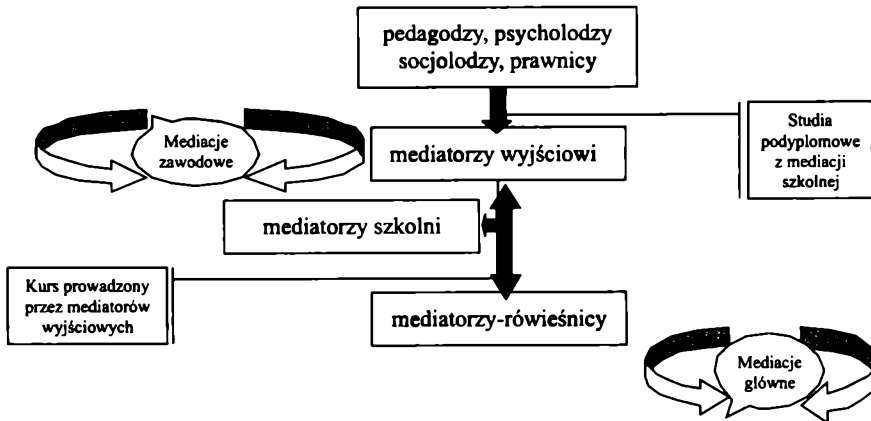 pedagodzy, psycholodzy
socjolodzy, prawnicy
Mediacje
zawodowe
mediatorzy wyjściowi
Studia
podyplomowe
z mediacji
szkolnej
mediatorzy szkolni
Kurs prowadzony
przez mediatorów
wyjściowych
mediatorzy-rówieśnicy
Mediacje
główne